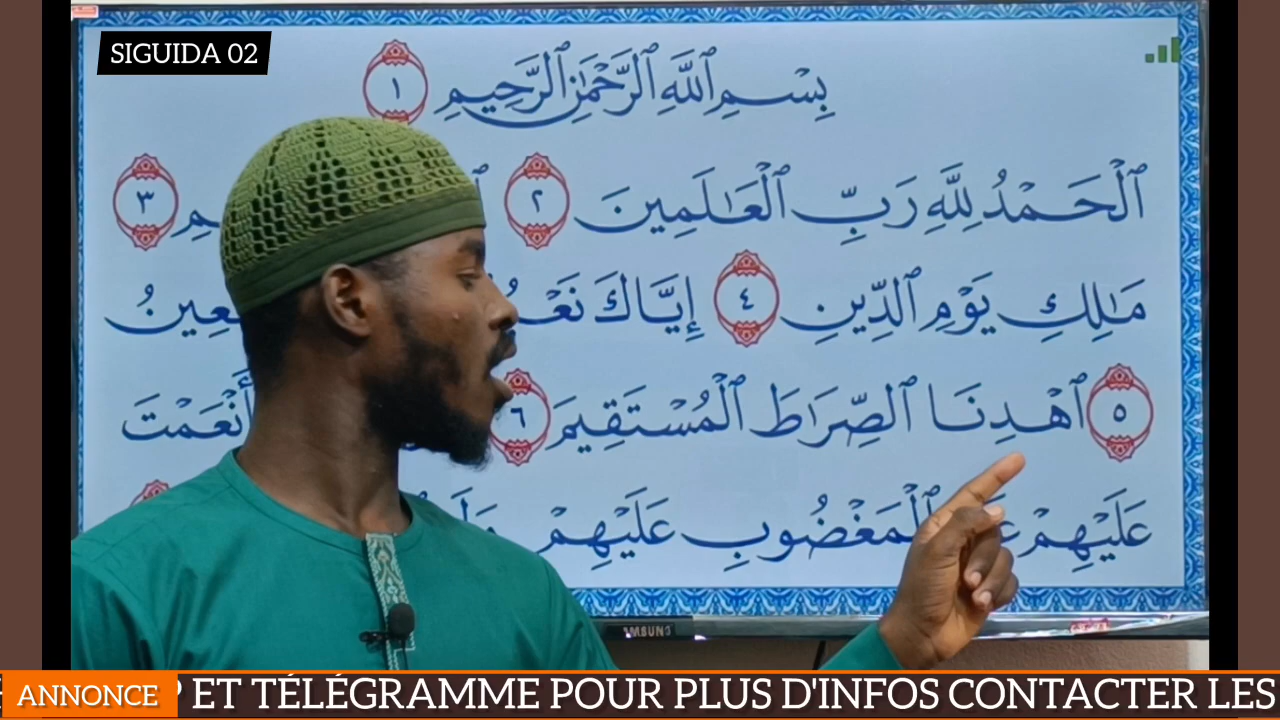 SIGUIDA 02
بِسْمِ ٱللَّهِ ٱلرَّحْمَٰنِ ٱلرَّحِيمِ ١
ٱلْحَمْدُ لِلَّهِ رَبِّ ٱلْعَٰلَمِينَ ٢ ٣
مَٰلِكِ يَوْمِ ٱلدِّينِ ٤ إِيَّاكَ
٥ ٱهْدِنَا ٱلصِّرَٰطَ ٱلْمُسْتَقِيمَ ٦ أَنْعَمْتَ
عَلَيْهِمْ ٱلْمَغْضُوبِ عَلَيْهِمْ
SAMSUNG
ANNONCE ET TÉLÉGRAMME POUR PLUS D'INFOS CONTACTER LES